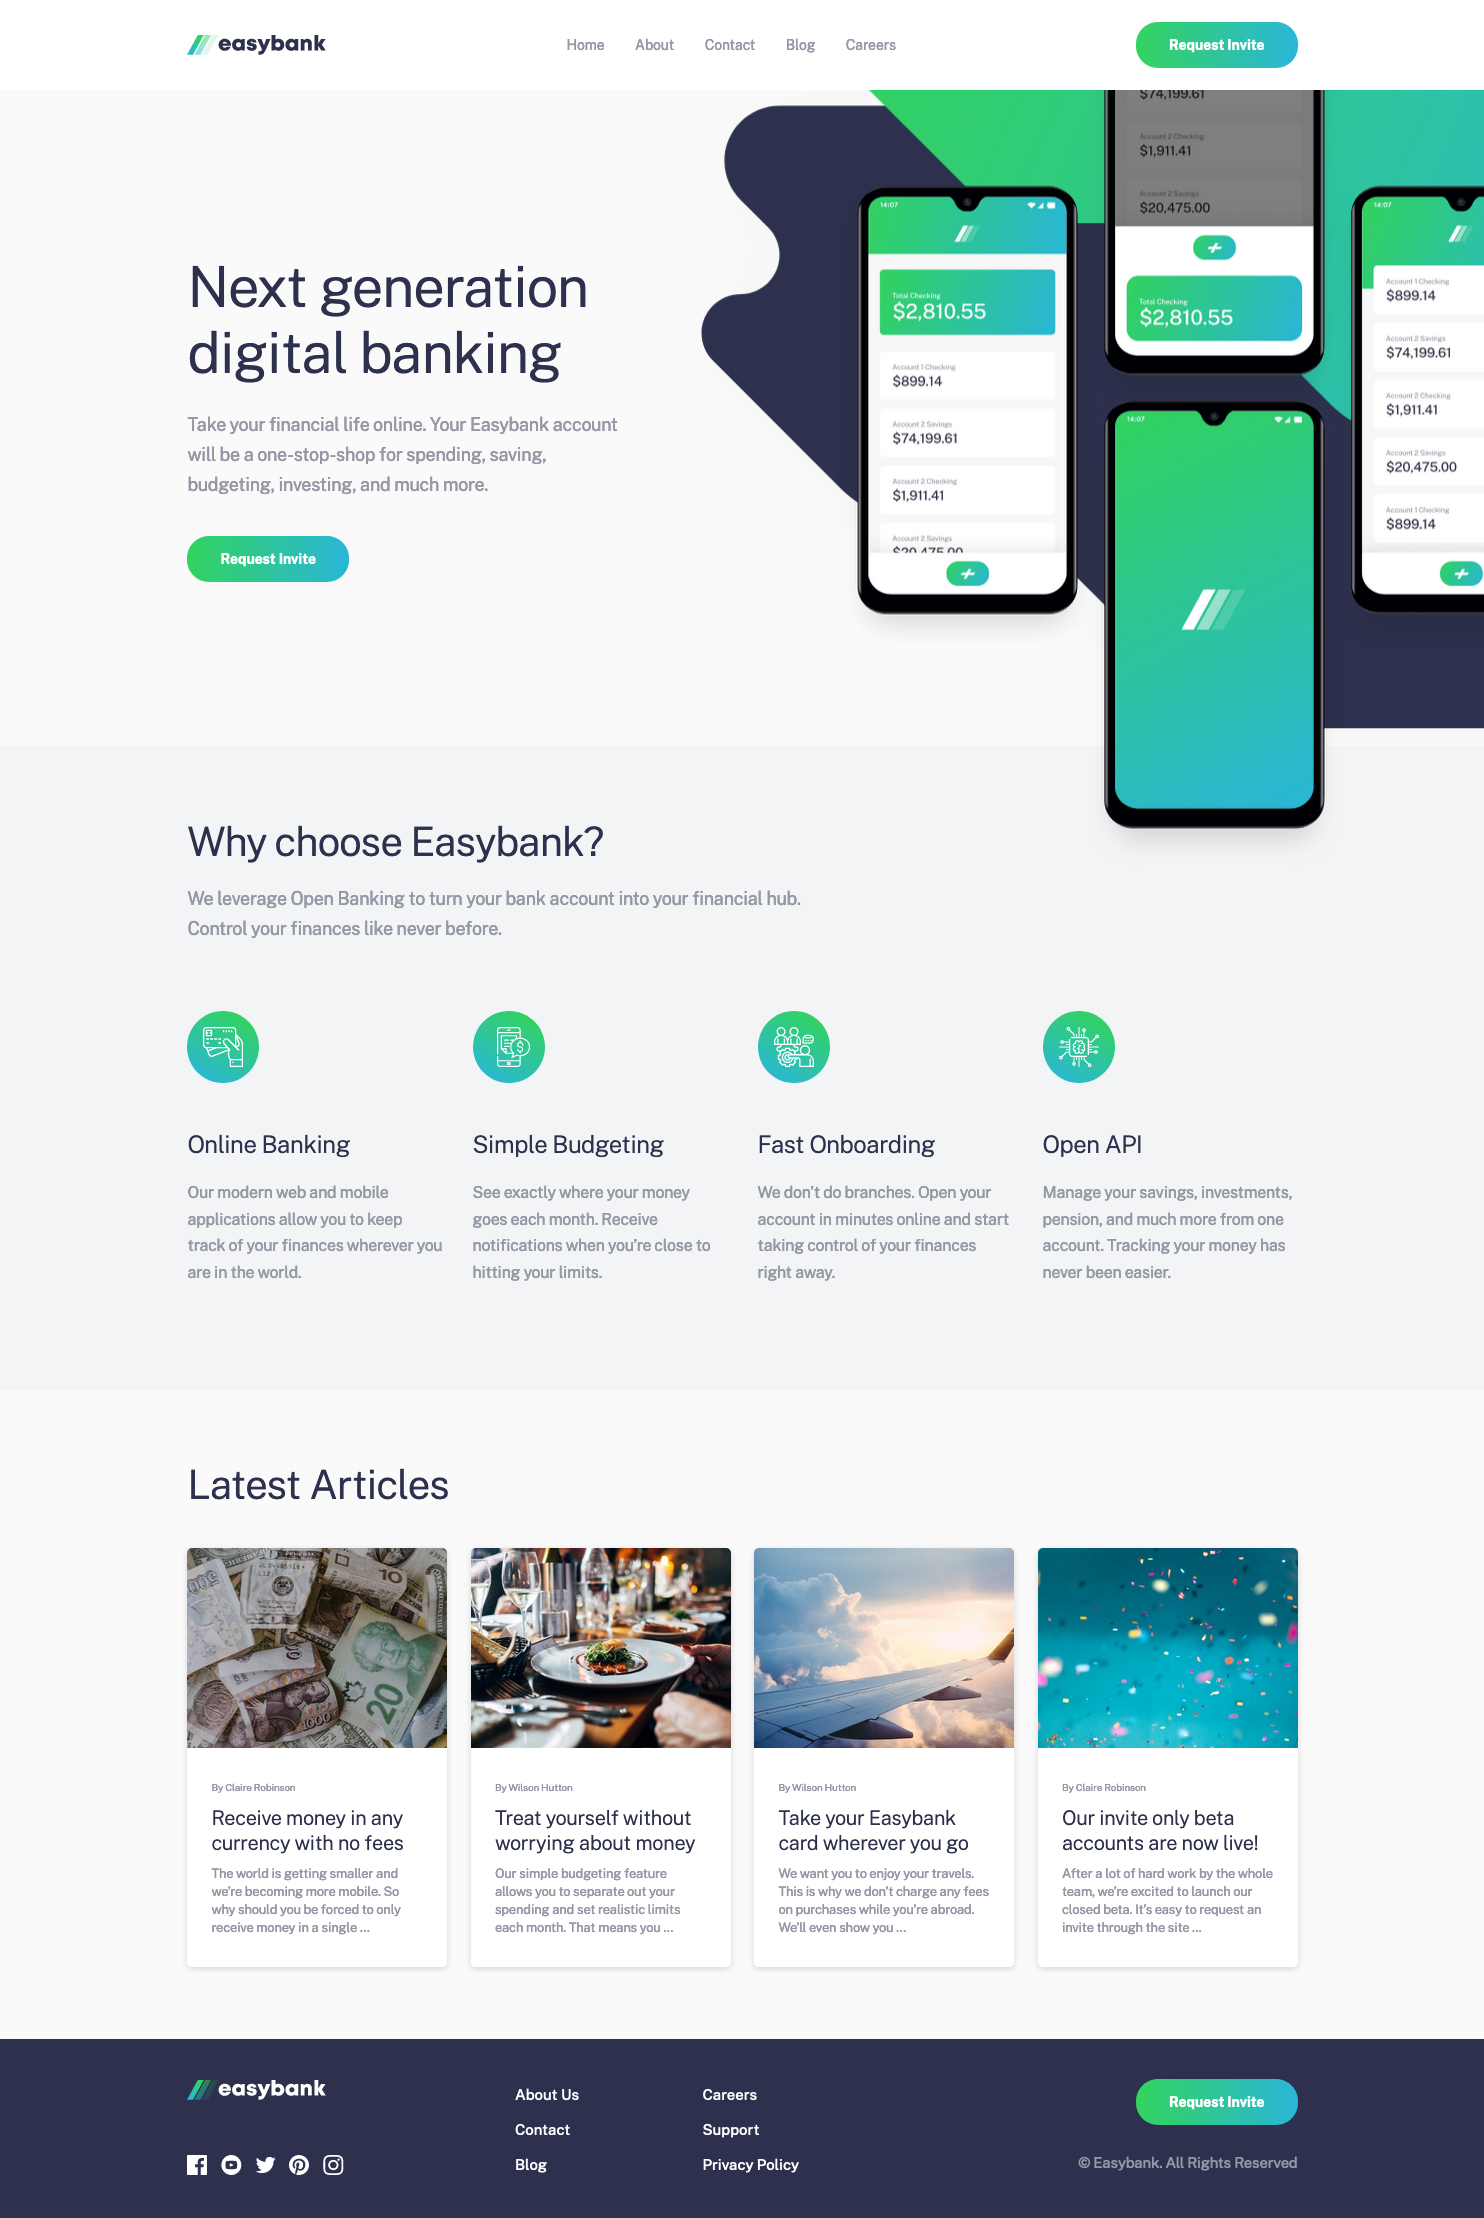 easybank
Home
About
Contact
Blog
Careers
Request Invite
Next generation
digital banking
Take your financial life online. Your Easybank account
will be a one-stop-shop for spending, saving,
budgeting, investing, and much more.
Request Invite
14:07
Total Checking
$2,810.55
Account 1 Checking
$899.14
Account 2 Savings
$74,199.61
Account 2 Checking
$1,911.41
Account 2 Savings
$20,475.00
$74,199.61
Account 2 Checking
$1,911.41
Account 2 Savings
$20,475.00
Total Checking
$2,810.55
14:07
14:07
Account 1 Checking
$899.14
Account 2 Savings
$74,199.61
Account 2 Checking
$1,911.41
Account 2 Savings
$20,475.00
Account 1 Checking
$899.14
Why choose Easybank?
We leverage Open Banking to turn your bank account into your financial hub.
Control your finances like never before.
Online Banking
Our modern web and mobile
applications allow you to keep
track of your finances wherever you
are in the world.
Simple Budgeting
See exactly where your money
goes each month. Receive
notifications when you’re close to
hitting your limits.
Fast Onboarding
We don’t do branches. Open your
account in minutes online and start
taking control of your finances
right away.
Open API
Manage your savings, investments,
pension, and much more from one
account. Tracking your money has
never been easier.
Latest Articles
10
20
1000
By Claire Robinson
Receive money in any
currency with no fees
The world is getting smaller and
we’re becoming more mobile. So
why should you be forced to only
receive money in a single …
By Wilson Hutton
Treat yourself without
worrying about money
Our simple budgeting feature
allows you to separate out your
spending and set realistic limits
each month. That means you …
By Wilson Hutton
Take your Easybank
card wherever you go
We want you to enjoy your travels.
This is why we don’t charge any fees
on purchases while you’re abroad.
We’ll even show you …
By Claire Robinson
Our invite only beta
accounts are now live!
After a lot of hard work by the whole
team, we’re excited to launch our
closed beta. It’s easy to request an
invite through the site …
easybank
About Us
Contact
Blog
Careers
Support
Privacy Policy
Request Invite
© Easybank. All Rights Reserved